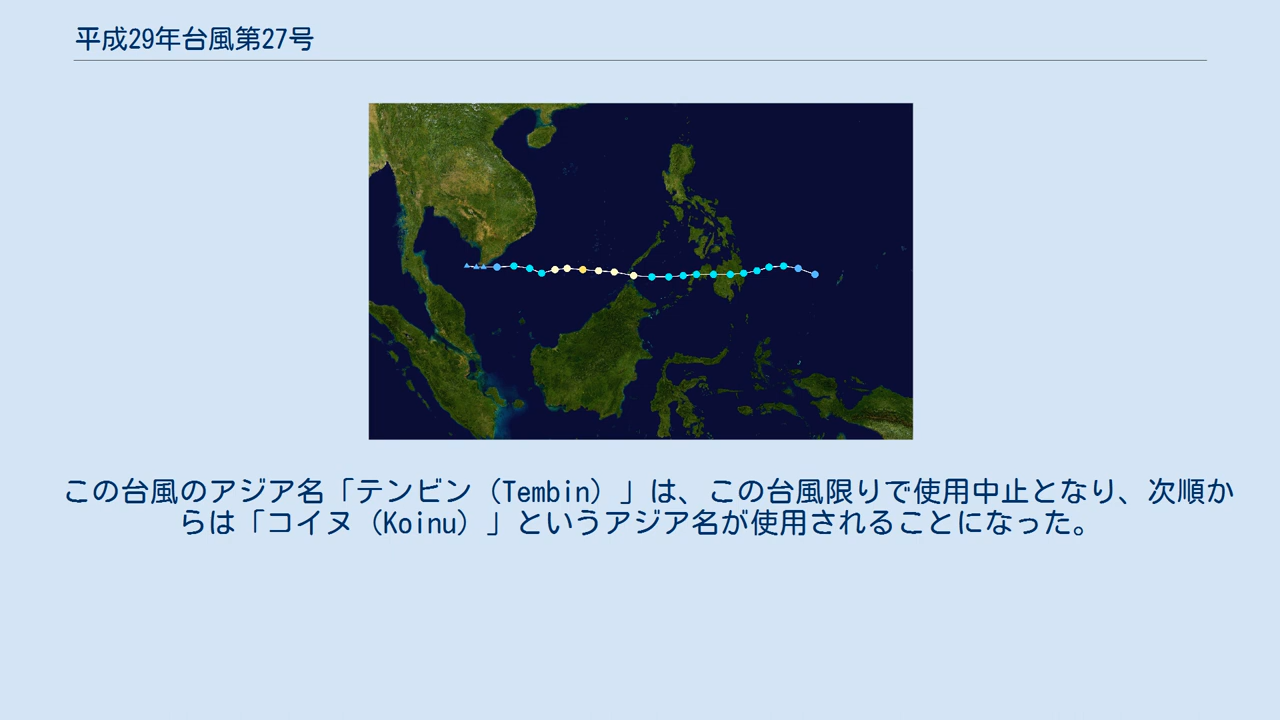 平成29年台風第27号
この台風のアジア名「テンビン（Tembin）」は、この台風限りで使用中止となり、次順か
らは「コイヌ（Koinu）」というアジア名が使用されることになった。